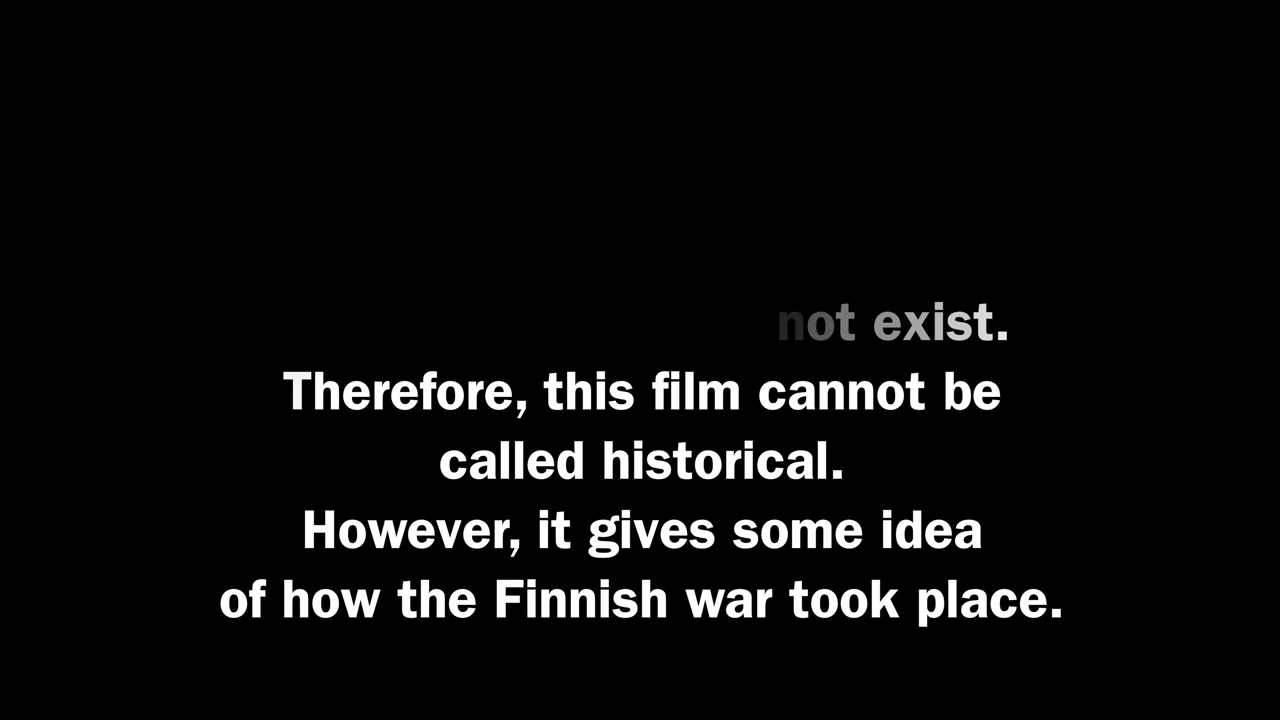 not exist.
Therefore, this film cannot be
called historical.
However, it gives some idea
of how the Finnish war took place.